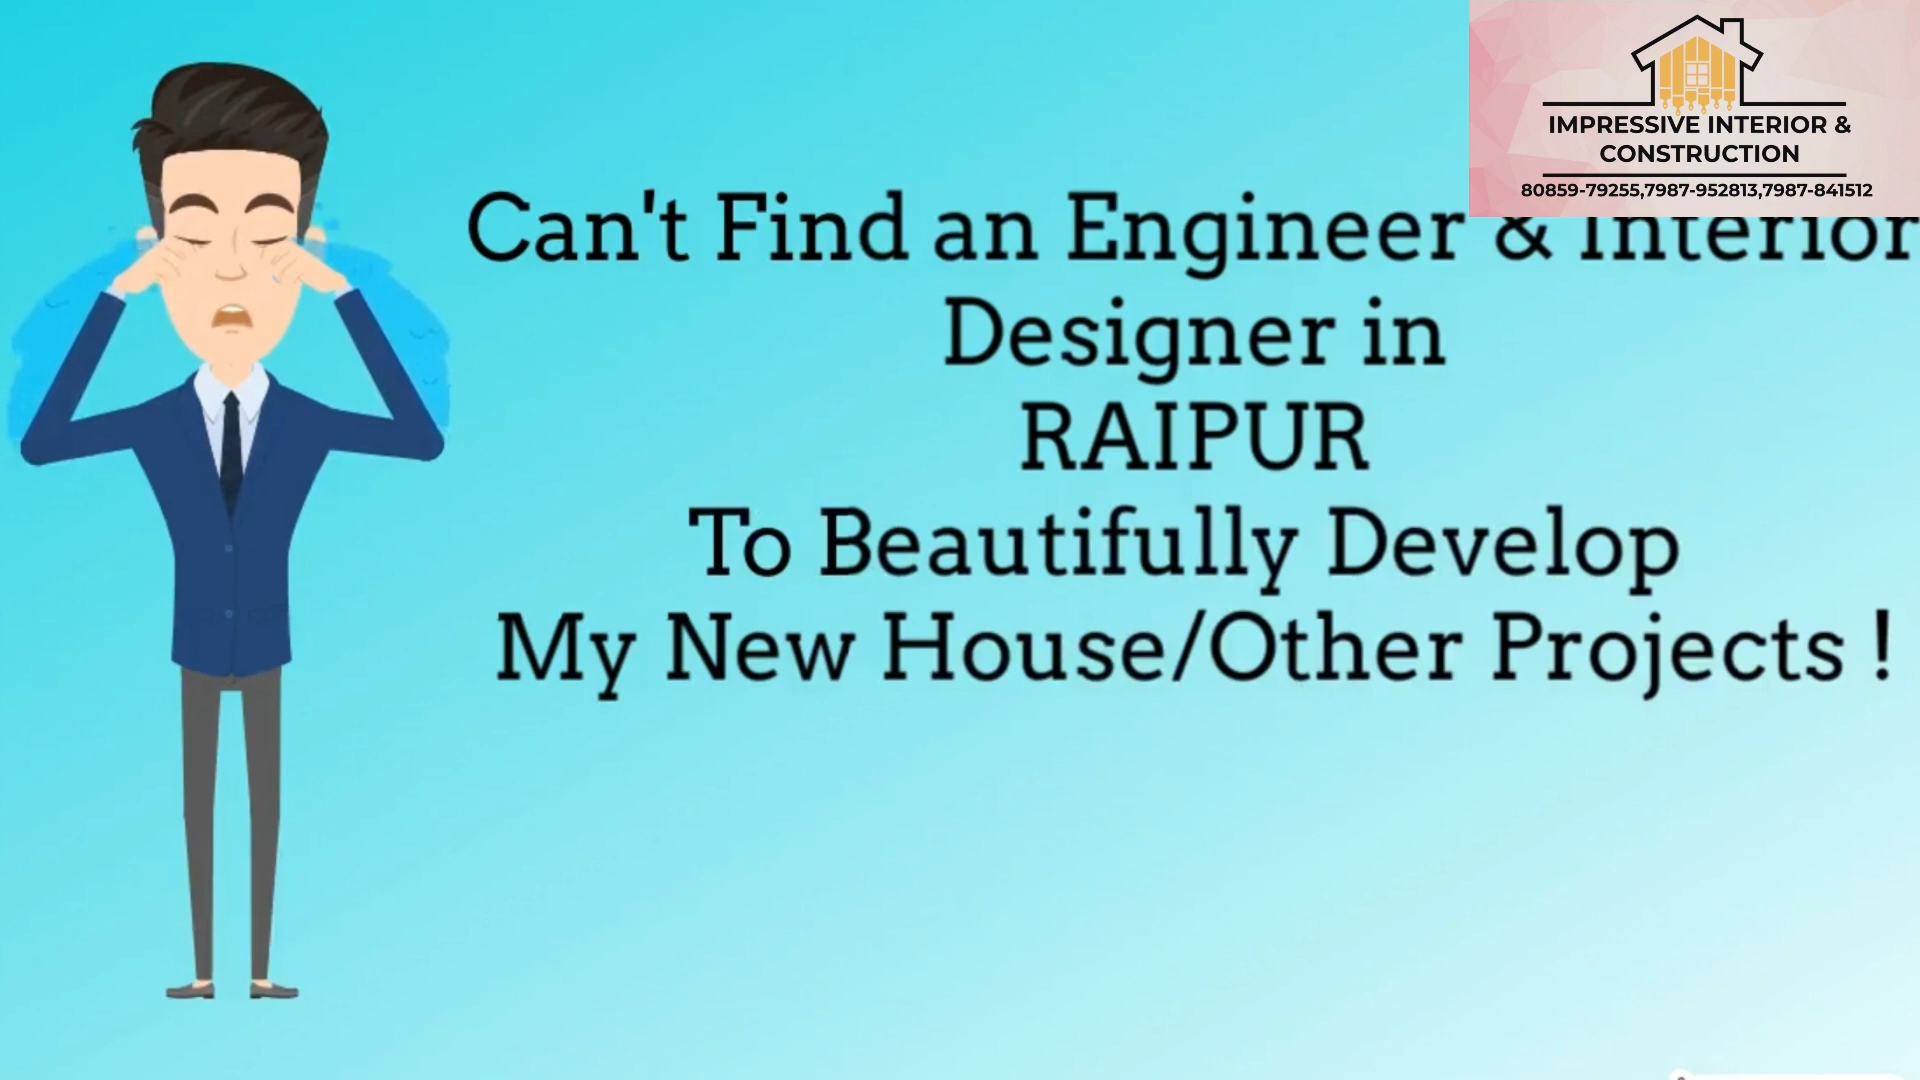 IMPRESSIVE INTERIOR &
CONSTRUCTION
80859-79255,7987-952813,7987-841512
Can't Find an Engineer & Interior
Designer in
RAIPUR
To Beautifully Develop
My New House/Other Projects !